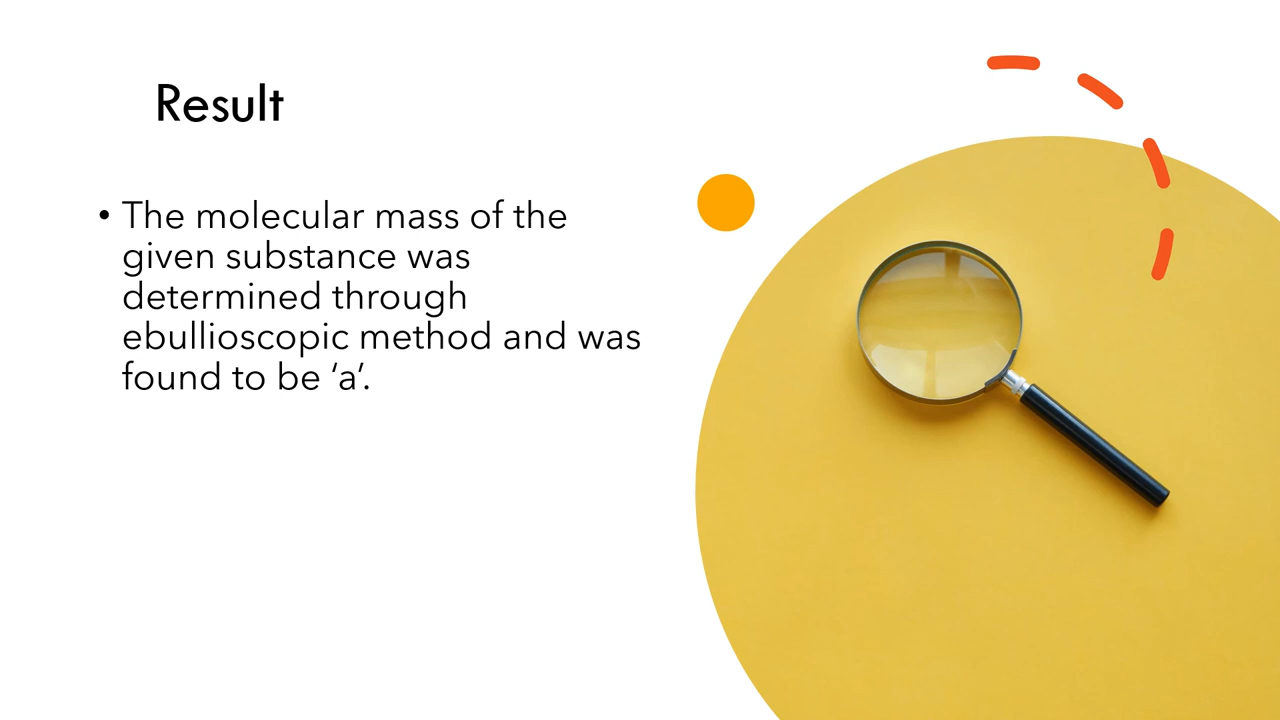 Result
• The molecular mass of the
given substance was
determined through
ebullioscopic method and was
found to be ‘a’.